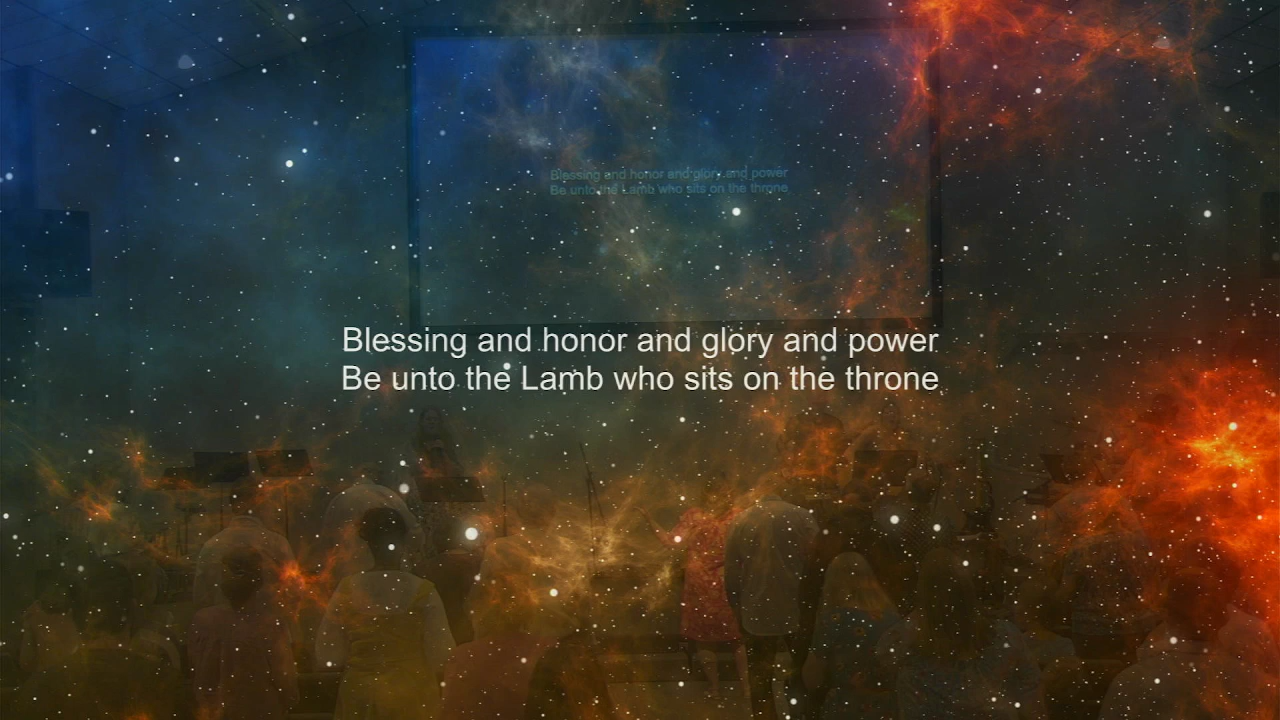 Blessing and honor and glory and power
Be unto the Lamb who sits on the throne
Blessing and honor and glory and power
Be unto the Lamb who sits on the throne